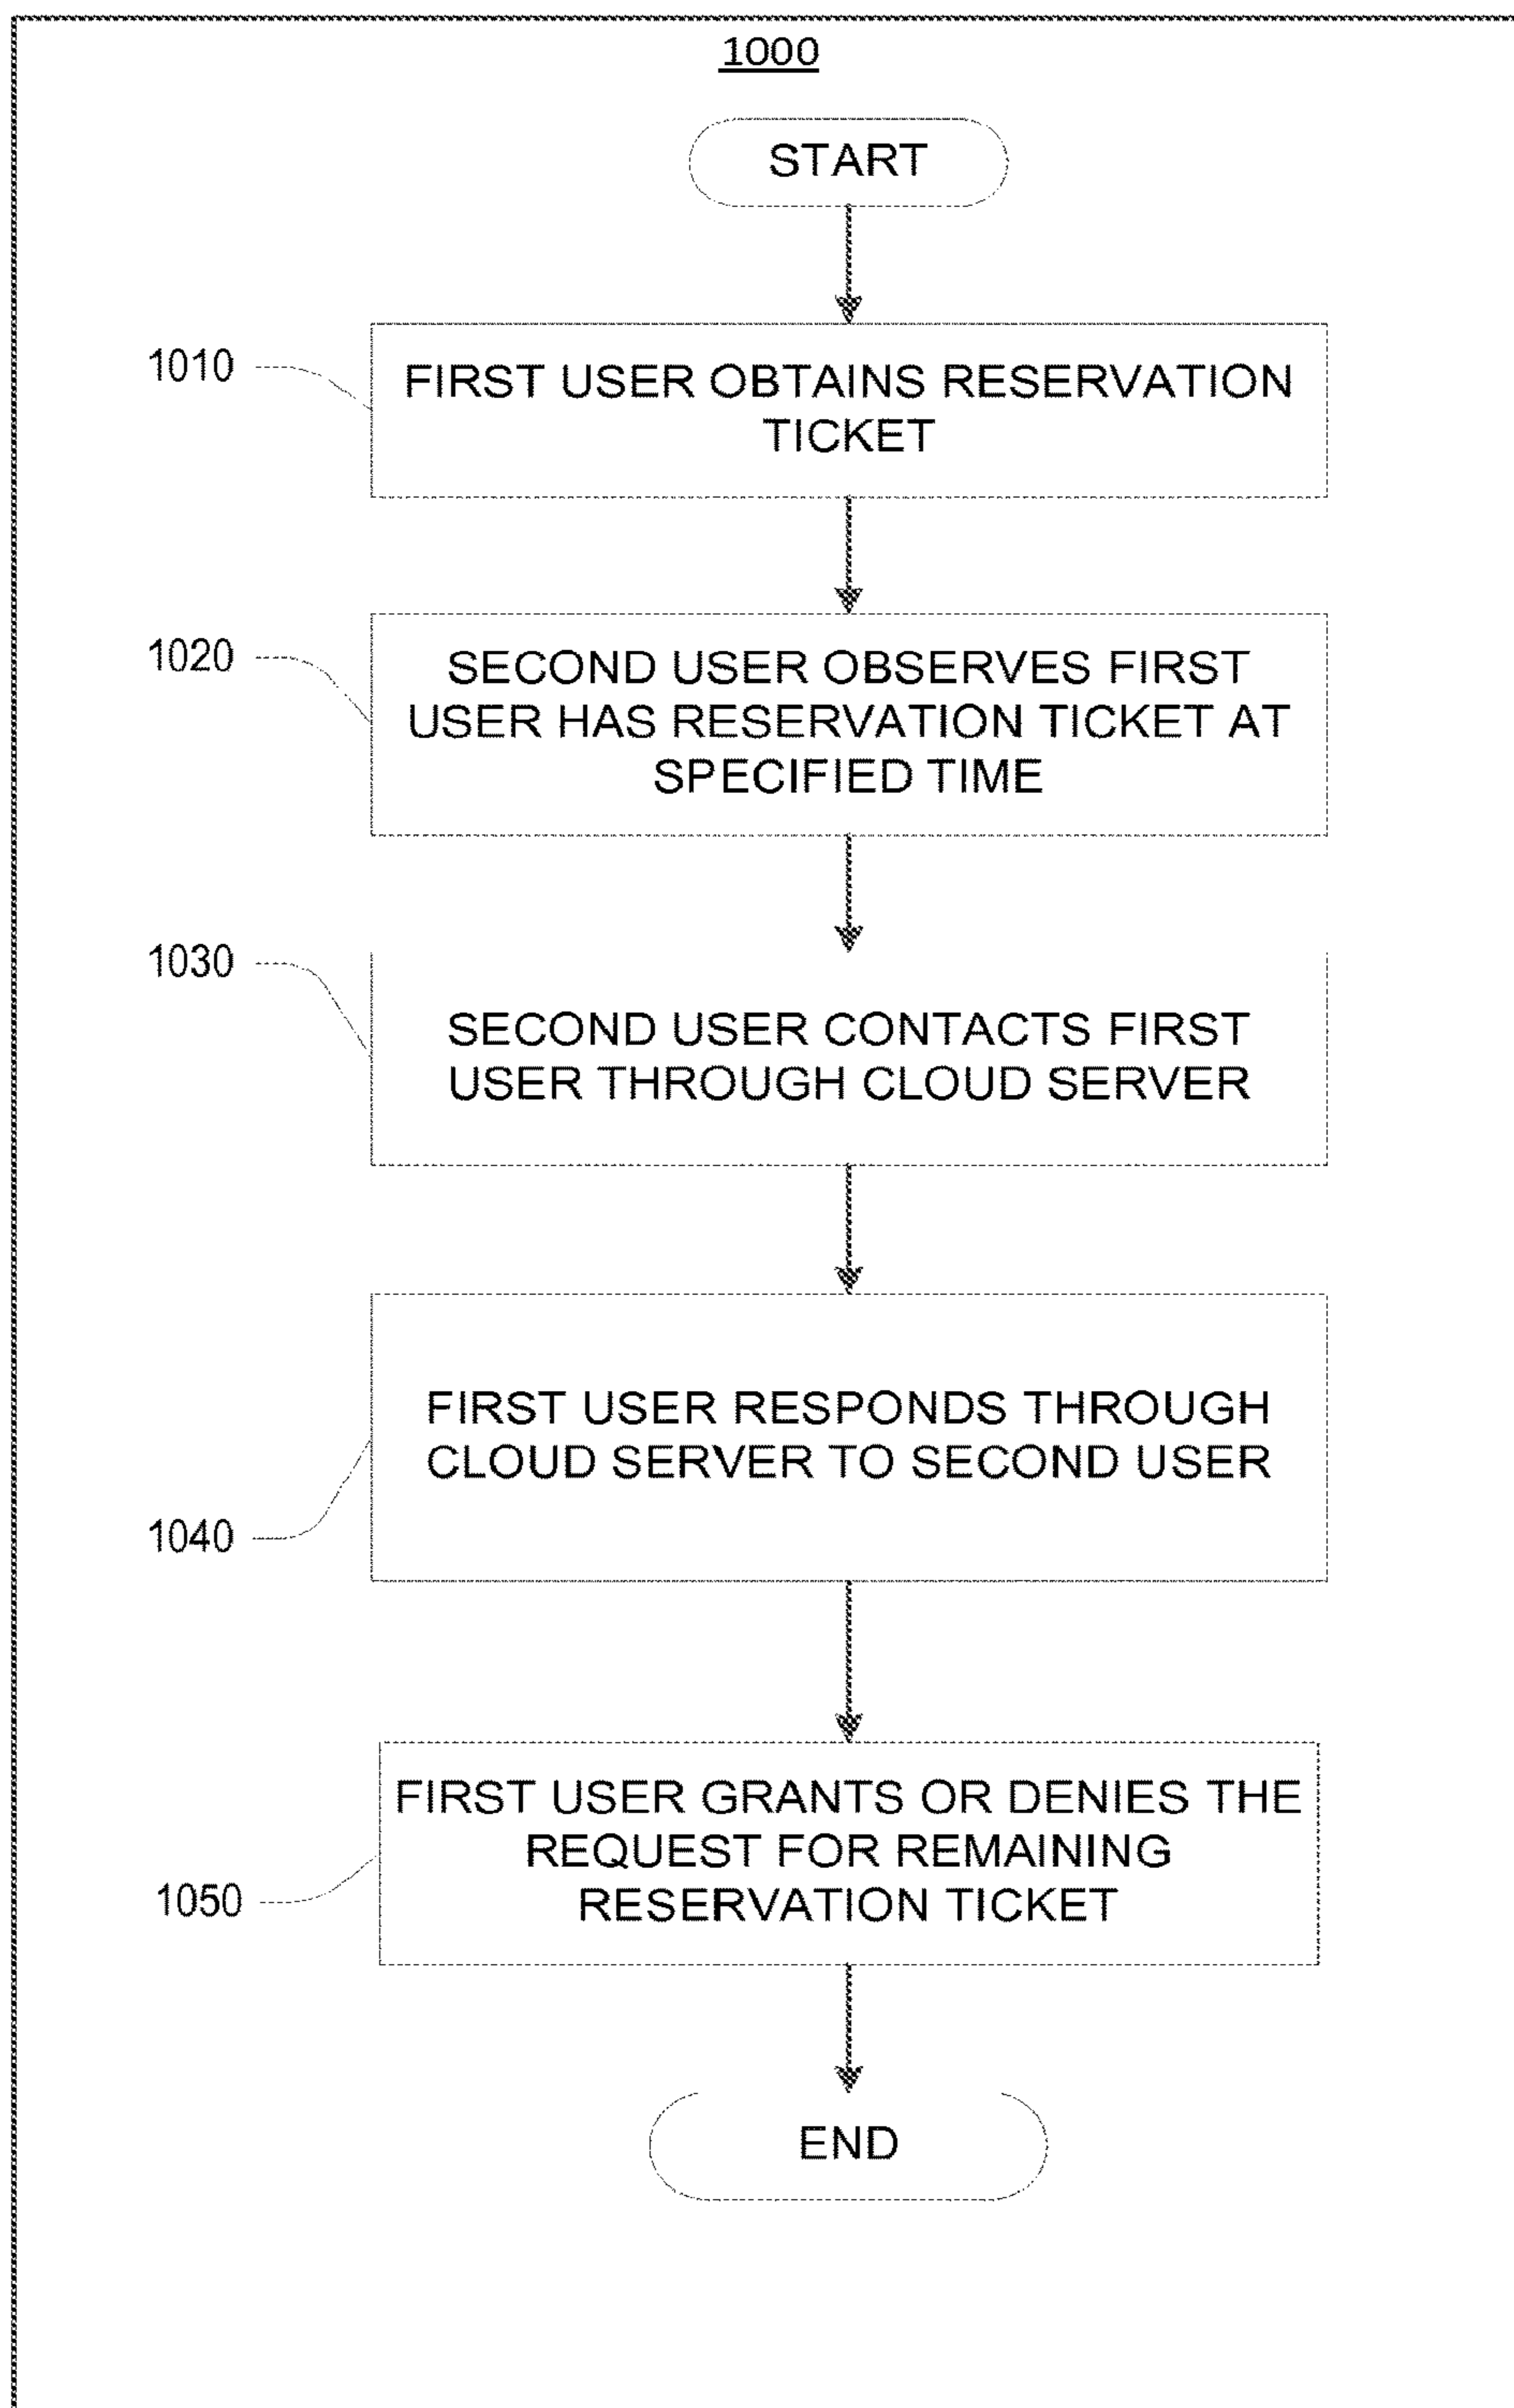 1000
START
1010
FIRST USER OBTAINS RESERVATION
TICKET
1020
SECOND USER OBSERVES FIRST
USER HAS RESERVATION TICKET AT
SPECIFIED TIME
1030
SECOND USER CONTACTS FIRST
USER THROUGH CLOUD SERVER
FIRST USER RESPONDS THROUGH
CLOUD SERVER TO SECOND USER
1040
FIRST USER GRANTS OR DENIES THE
REQUEST FOR REMAINING
RESERVATION TICKET
1050
END